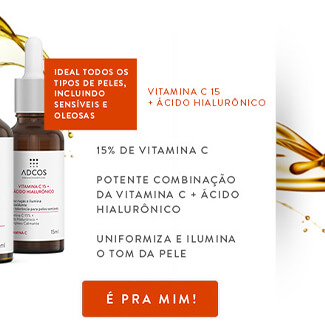 IDEAL TODOS OS
TIPOS DE PELES,
INCLUINDO
SENSÍVEIS E
OLEOSAS
VITAMINA C 15
+ ÁCIDO HIALURÔNICO
15% DE VITAMINA C
POTENTE COMBINAÇÃO
DA VITAMINA C + ÁCIDO
HIALURÔNICO
UNIFORMIZA E ILUMINA
O TOM DA PELE
É PRA MIM!
ADCOS
VITAMINA C 15 +
ÁCIDO HIALURÔNICO
15ml